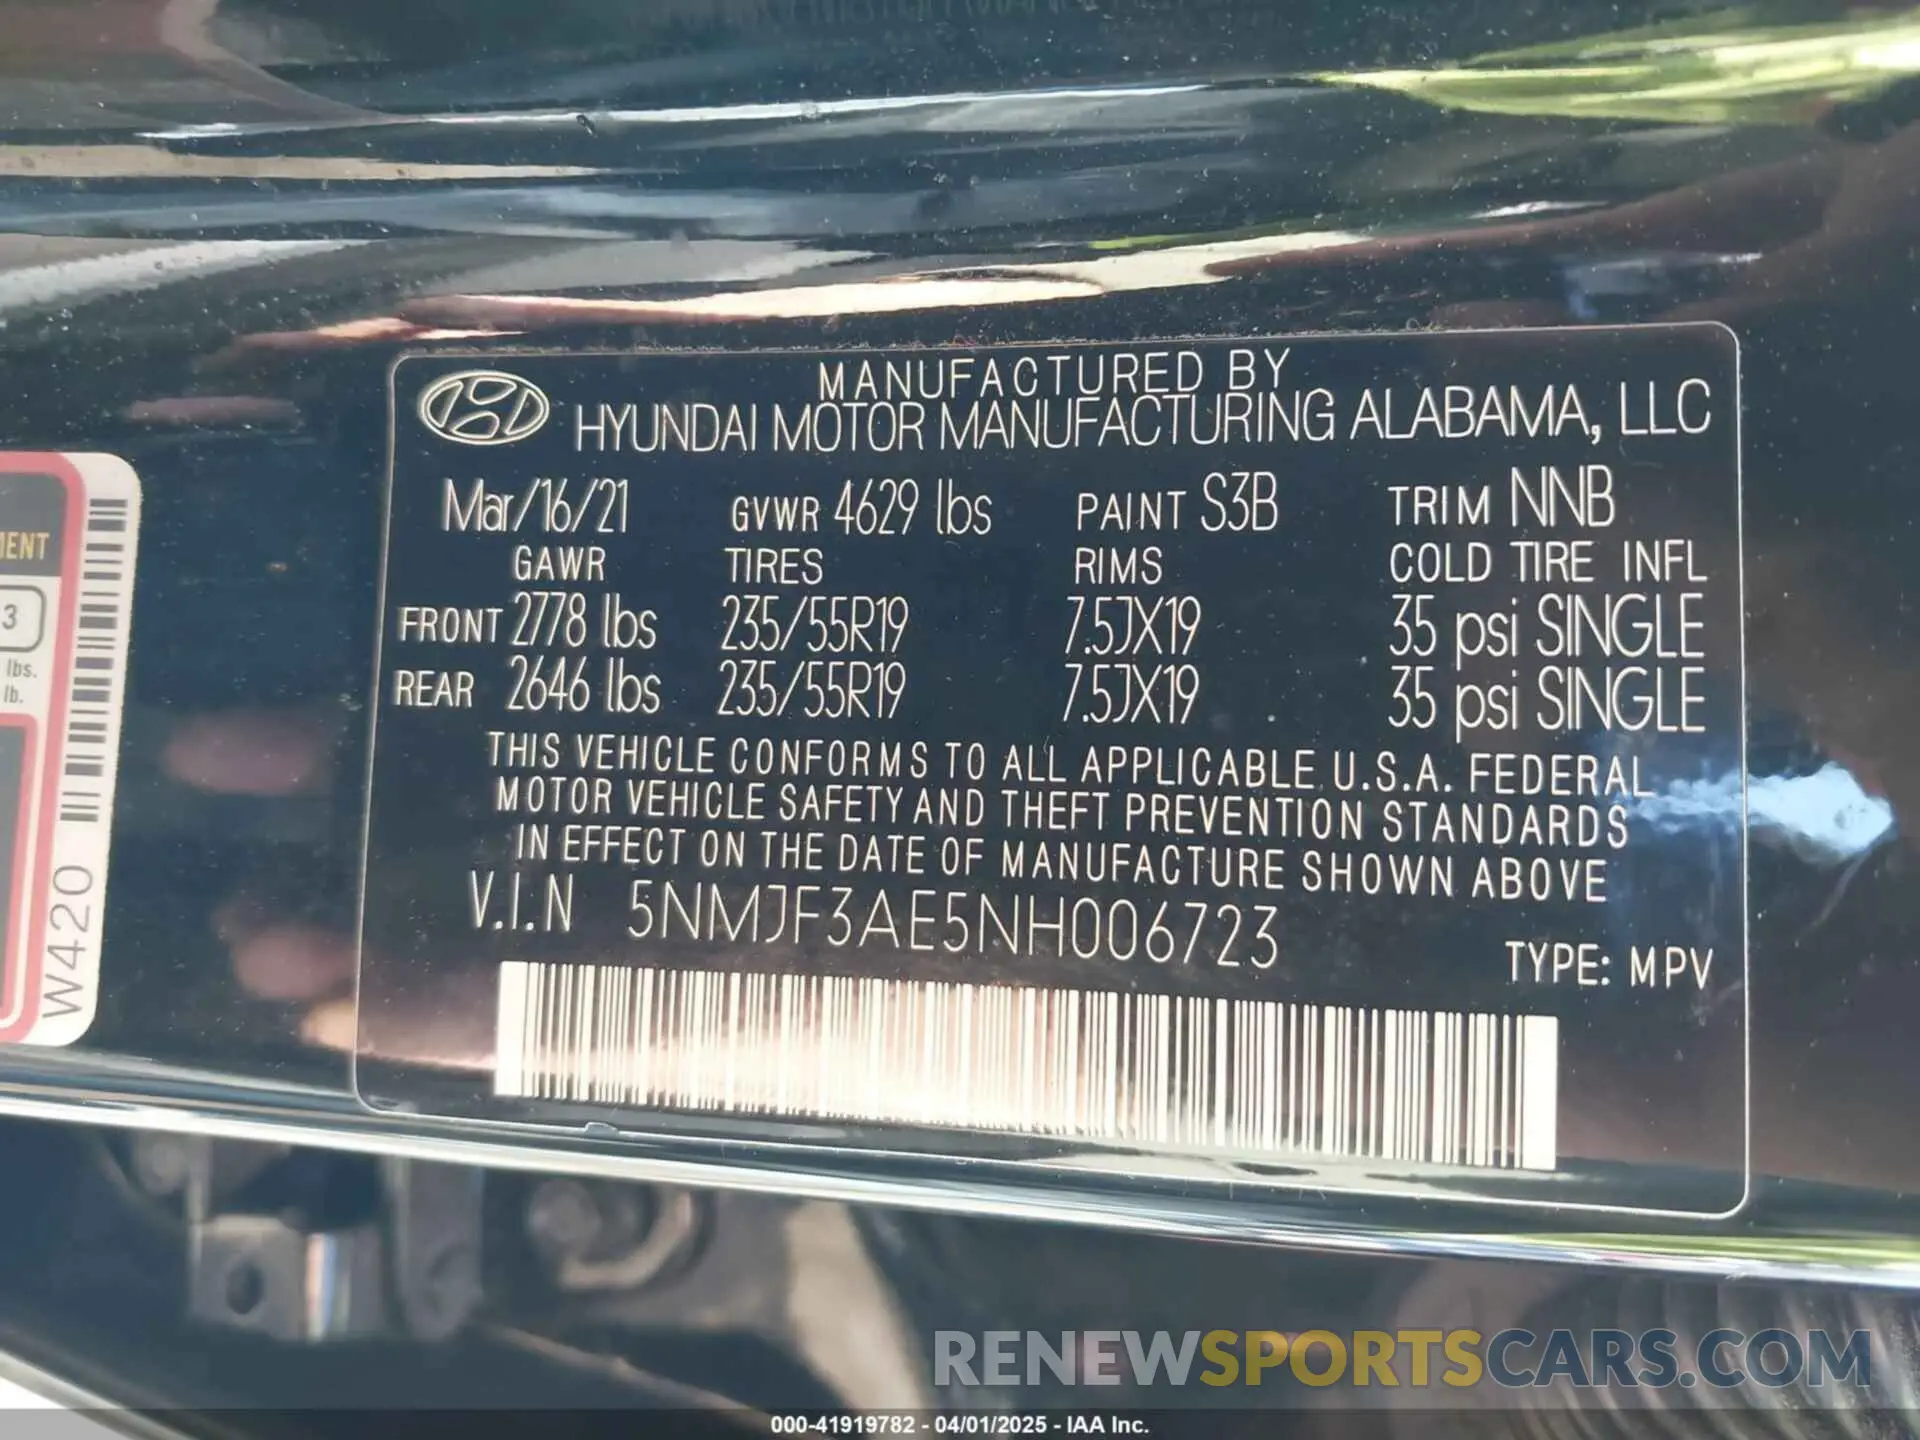 MANUFACTURED BY
HYUNDAI MOTOR MANUFACTURING ALABAMA, LLC
Mar/16/21 GVWR 4629 lbs PAINT S3B TRIM NNB
GAWR TIRES RIMS COLD TIRE INFL
FRONT 2778 lbs 235/55R19 7.5JX19 35 psi SINGLE
REAR 2646 lbs 235/55R19 7.5JX19 35 psi SINGLE
THIS VEHICLE CONFORMS TO ALL APPLICABLE U.S.A. FEDERAL
MOTOR VEHICLE SAFETY AND THEFT PREVENTION STANDARDS
IN EFFECT ON THE DATE OF MANUFACTURE SHOWN ABOVE
V.I.N 5NMJF3AE5NH006723
TYPE: MPV
MENT
3
lbs.
lb.
W420
RENEWSPORTSCARS.COM
000-41919782 - 04/01/2025 - IAA Inc.